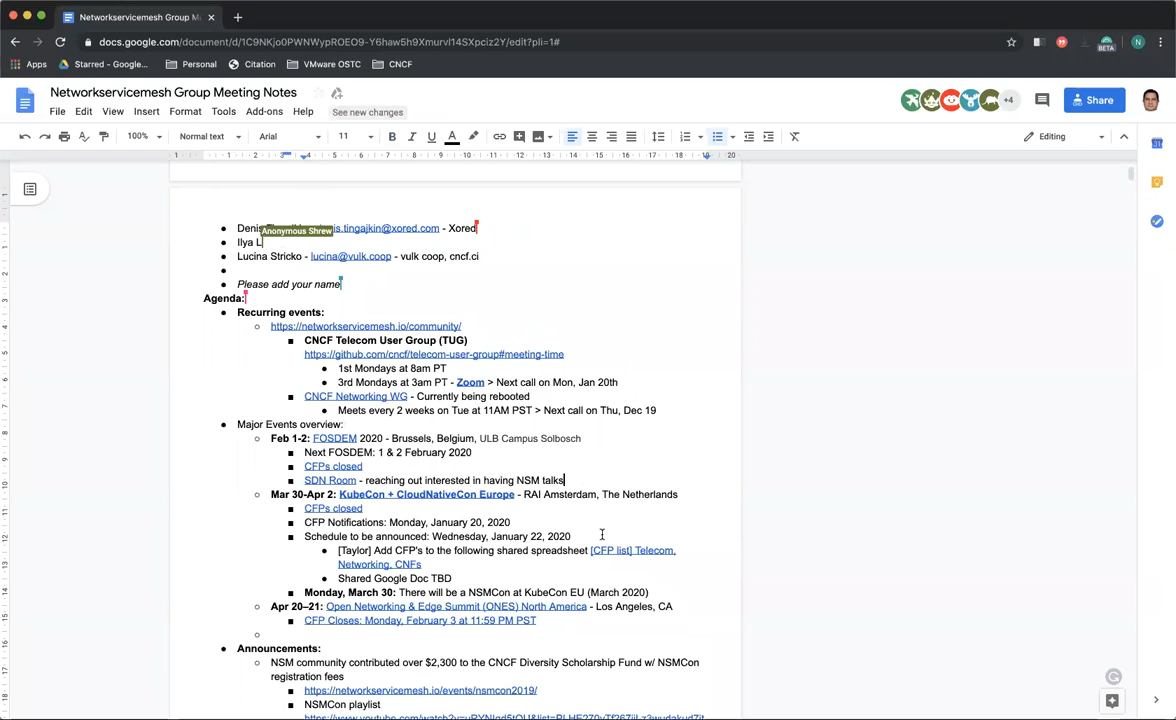 Networkservicemesh Group M
docs.google.com/document/d/1C9NKjo0PWNWypROEO9-Y6haw5h9Xmurvl14SXpciz2Y/edit?pli=1#
BETA
N
Apps
Starred - Google...
Personal
Citation
VMware OSTC
CNCF
Networkservicemesh Group Meeting Notes
File Edit View Insert Format Tools Add-ons Help See new changes
+4
Share
100% Normal text Arial 11 B I U A Editing
Denis
is.tingajkin@xored.com - Xored
Anonymous Shrew
Ilya L
Lucina Stricko - lucina@vulk.coop - vulk coop, cncf.ci
Please add your name
Agenda:
Recurring events:
https://networkservicemesh.io/community/
CNCF Telecom User Group (TUG)
https://github.com/cncf/telecom-user-group#meeting-time
1st Mondays at 8am PT
3rd Mondays at 3am PT - Zoom > Next call on Mon, Jan 20th
CNCF Networking WG - Currently being rebooted
Meets every 2 weeks on Tue at 11AM PST > Next call on Thu, Dec 19
Major Events overview:
Feb 1-2: FOSDEM 2020 - Brussels, Belgium, ULB Campus Solbosch
Next FOSDEM: 1 & 2 February 2020
CFPs closed
SDN Room - reaching out interested in having NSM talks
Mar 30-Apr 2: KubeCon + CloudNativeCon Europe - RAI Amsterdam, The Netherlands
CFPs closed
CFP Notifications: Monday, January 20, 2020
Schedule to be announced: Wednesday, January 22, 2020
[Taylor] Add CFP's to the following shared spreadsheet [CFP list] Telecom,
Networking, CNFs
Shared Google Doc TBD
Monday, March 30: There will be a NSMCon at KubeCon EU (March 2020)
Apr 20–21: Open Networking & Edge Summit (ONES) North America - Los Angeles, CA
CFP Closes: Monday, February 3 at 11:59 PM PST
Announcements:
NSM community contributed over $2,300 to the CNCF Diversity Scholarship Fund w/ NSMCon
registration fees
https://networkservicemesh.io/events/nsmcon2019/
NSMCon playlist